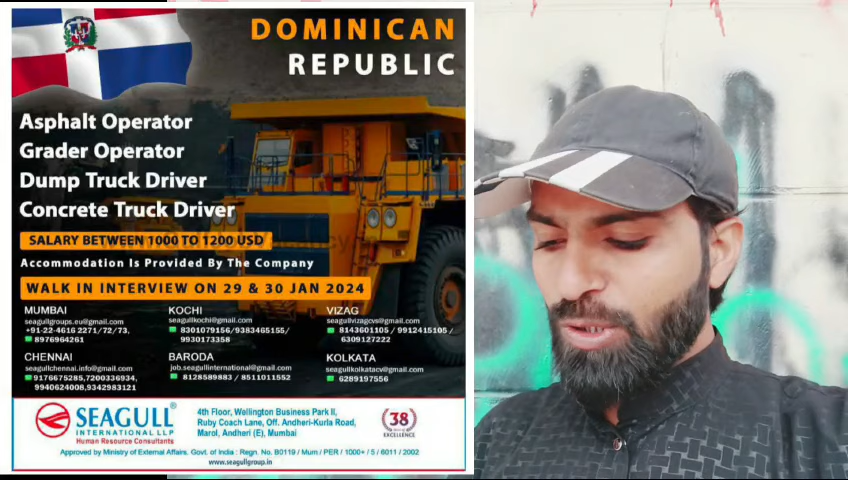 DOMINICAN
REPUBLIC
Asphalt Operator
Grader Operator
Dump Truck Driver
Concrete Truck Driver
SALARY BETWEEN 1000 TO 1200 USD
Accommodation Is Provided By The Company
WALK IN INTERVIEW ON 29 & 30 JAN 2024
MUMBAI
seagullgroups.eu@gmail.com
+91-22-4616 2271/72/73,
8976964261
KOCHI
seagullkochi@gmail.com
8301079156/9383465155/
9930173358
VIZAG
seagullvizagcvs@gmail.com
8143601105 / 9912415105 /
6309127222
CHENNAI
seagullchennai.info@gmail.com
9176675285,7200336934,
9940624008,9342983121
BARODA
job.seagullinternational@gmail.com
8128589883 / 8511011552
KOLKATA
seagullkolkatacv@gmail.com
6289197556
SEAGULL®
INTERNATIONAL LLP
Human Resource Consultants
4th Floor, Wellington Business Park II,
Ruby Coach Lane, Off. Andheri-Kurla Road,
Marol, Andheri (E), Mumbai
38
EXCELLENCE
Approved by Ministry of External Affairs. Govt. of India : Regn. No. B0119 / Mum / PER / 1000+ / 5 / 6011 / 2002
www.seagullgroup.in